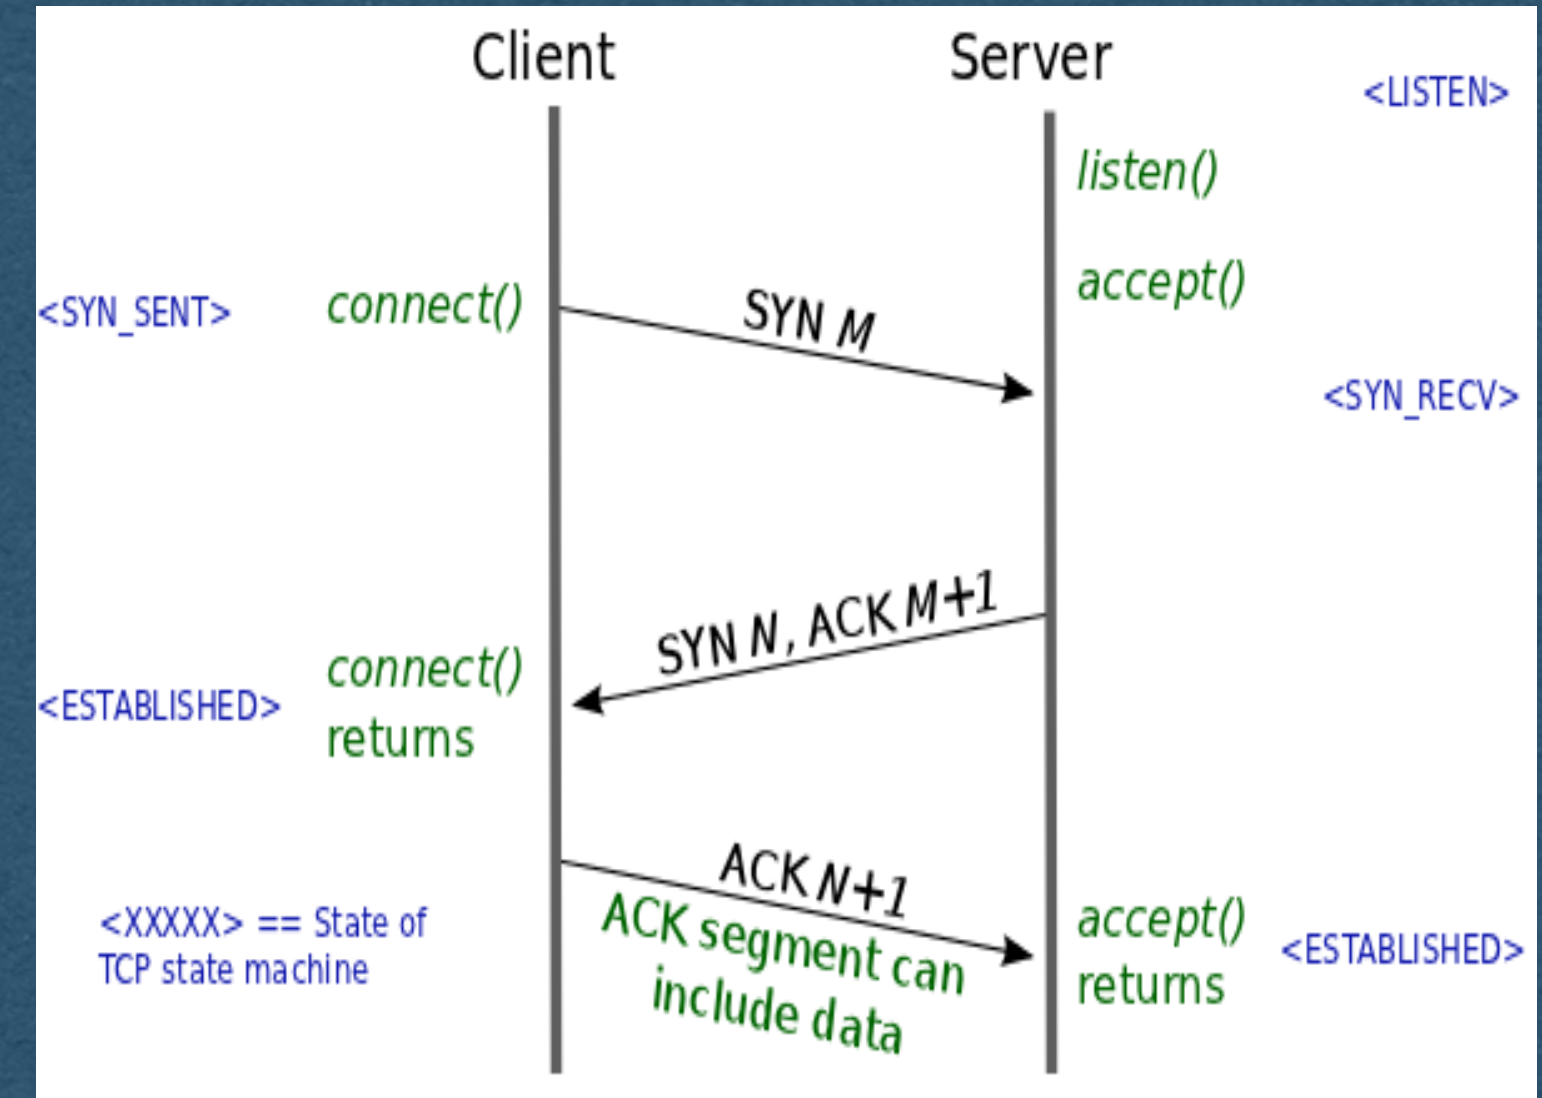 Client
Server
<LISTEN>
listen()
accept()
<SYN_SENT>
connect()
SYN M
<SYN_RECV>
SYN N, ACK M+1
connect()
returns
<ESTABLISHED>
ACK N+1
ACK segment can
include data
accept()
returns
<ESTABLISHED>
<XXXXX> == State of
TCP state machine